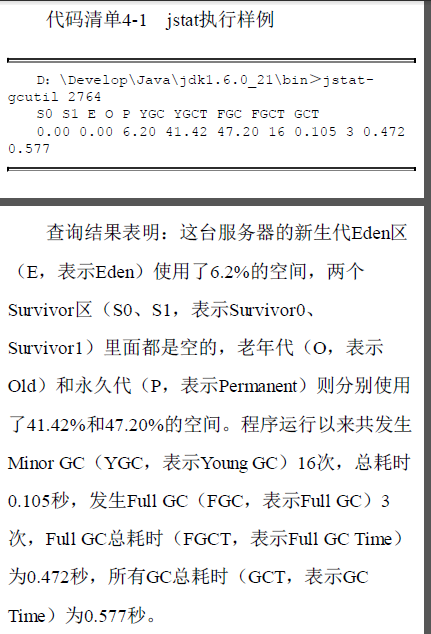 代码清单4-1 jstat执行样例
D：\Develop\Java\jdk1.6.0_21\bin＞jstat-
gcutil 2764
S0 S1 E O P YGC YGCT FGC FGCT GCT
0.00 0.00 6.20 41.42 47.20 16 0.105 3 0.472
0.577
查询结果表明：这台服务器的新生代Eden区
（E，表示Eden）使用了6.2%的空间，两个
Survivor区（S0、S1，表示Survivor0、
Survivor1）里面都是空的，老年代（O，表示
Old）和永久代（P，表示Permanent）则分别使用
了41.42%和47.20%的空间。程序运行以来共发生
Minor GC（YGC，表示Young GC）16次，总耗时
0.105秒，发生Full GC（FGC，表示Full GC）3
次，Full GC总耗时（FGCT，表示Full GC Time）
为0.472秒，所有GC总耗时（GCT，表示GC
Time）为0.577秒。